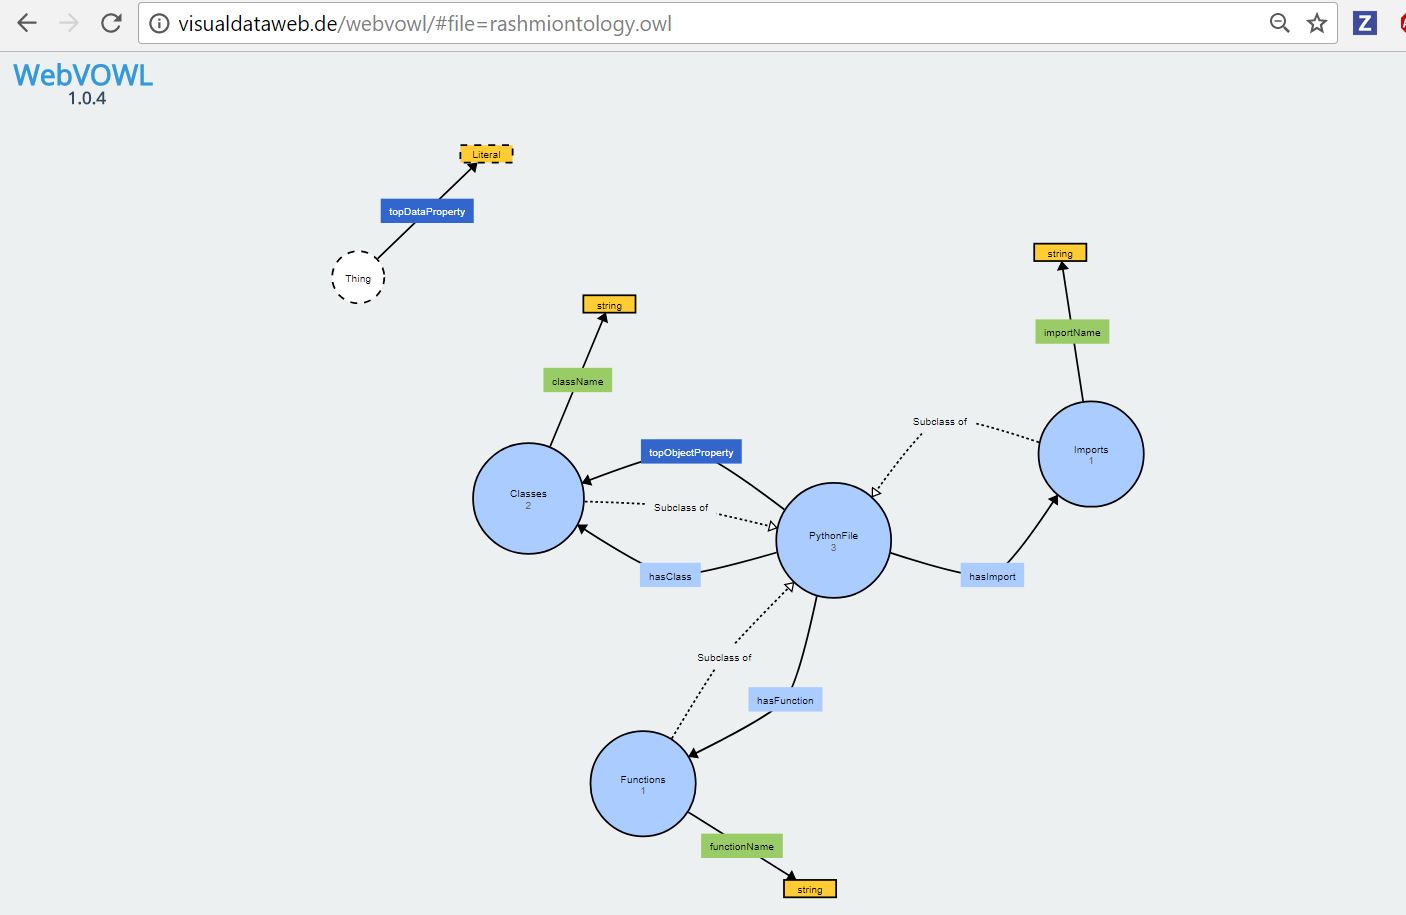 visualdataweb.de/webvowl/#file=rashmiontology.owl
Z
WebVOWL
1.0.4
Literal
topDataProperty
Thing
string
string
importName
className
Subclass of
Imports
1
topObjectProperty
Classes
2
Subclass of
PythonFile
3
hasClass
hasImport
Subclass of
hasFunction
Functions
1
functionName
string